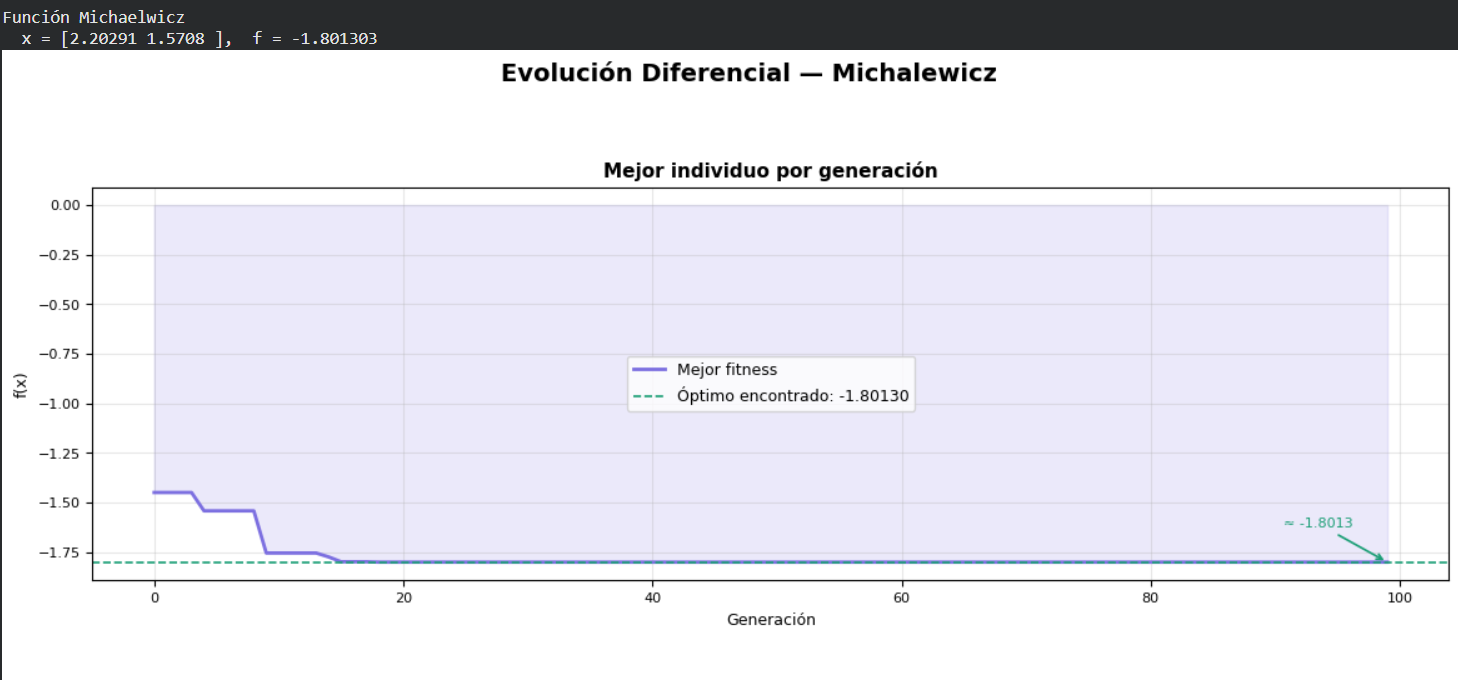 Función Michaelwicz
x = [2.20291 1.5708 ],  f = -1.801303
Evolución Diferencial — Michalewicz
Mejor individuo por generación
0.00
−0.25
−0.50
−0.75
−1.00
−1.25
−1.50
−1.75
f(x)
Mejor fitness
Óptimo encontrado: -1.80130
≈ -1.8013
0 20 40 60 80 100
Generación